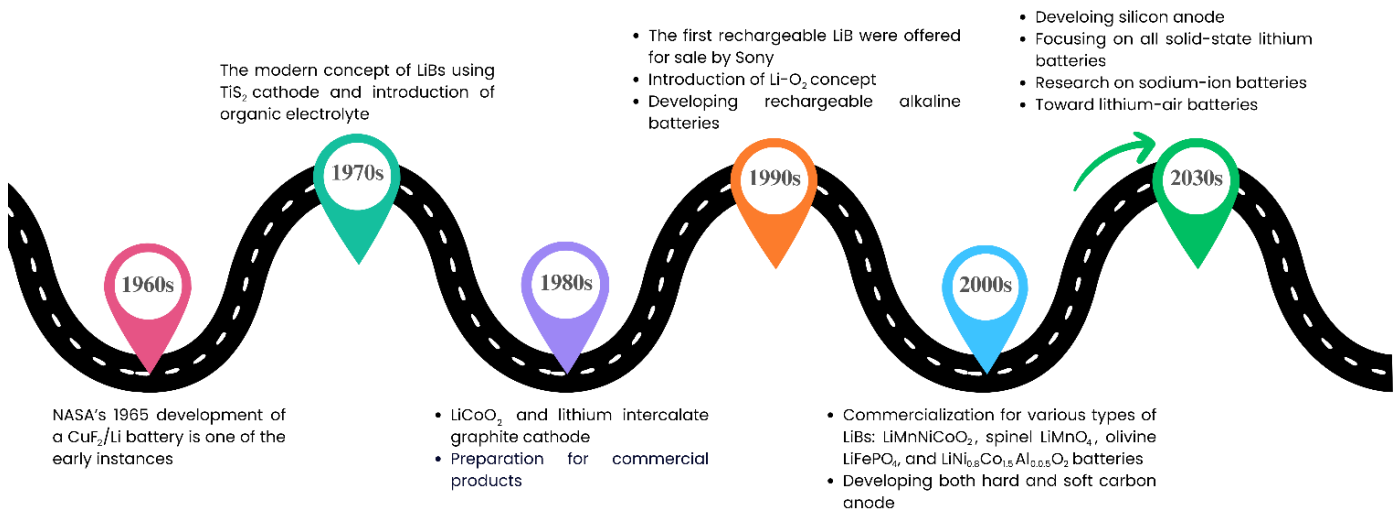 1960s
NASA's 1965 development of
a CuF₂/Li battery is one of the
early instances
The modern concept of LiBs using
TiS₂ cathode and introduction of
organic electrolyte
1970s
1980s
• LiCoO₂ and lithium intercalate
graphite cathode
• Preparation for commercial
products
• The first rechargeable LiB were offered
for sale by Sony
• Introduction of Li-O₂ concept
• Developing rechargeable alkaline
batteries
1990s
2000s
• Commercialization for various types of
LiBs: LiMnNiCoO₂, spinel LiMnO₄, olivine
LiFePO₄, and LiNi₀.₈Co₁.₅Al₀.₀.₅O₂ batteries
• Developing both hard and soft carbon
anode
• Develoing silicon anode
• Focusing on all solid-state lithium
batteries
• Research on sodium-ion batteries
• Toward lithium-air batteries
2030s